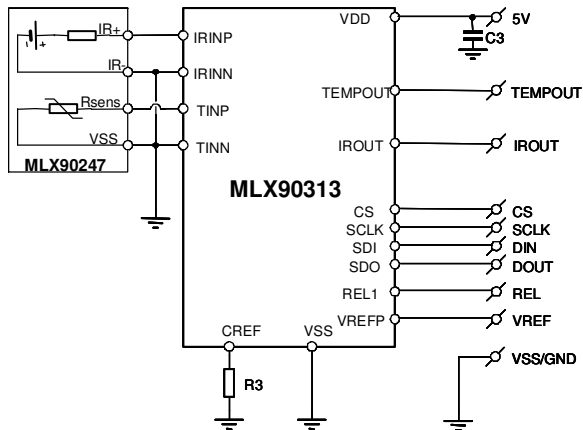 VDD
5V
C3
IR+
IRINP
IR-
IRINN
TEMPOUT
TEMPOUT
Rsens
TINP
VSS
TINN
IROUT
IROUT
MLX90247
MLX90313
CS
CS
SCLK
SCLK
SDI
DIN
SDO
DOUT
REL1
REL
VREFP
VREF
CREF
VSS
VSS/GND
R3